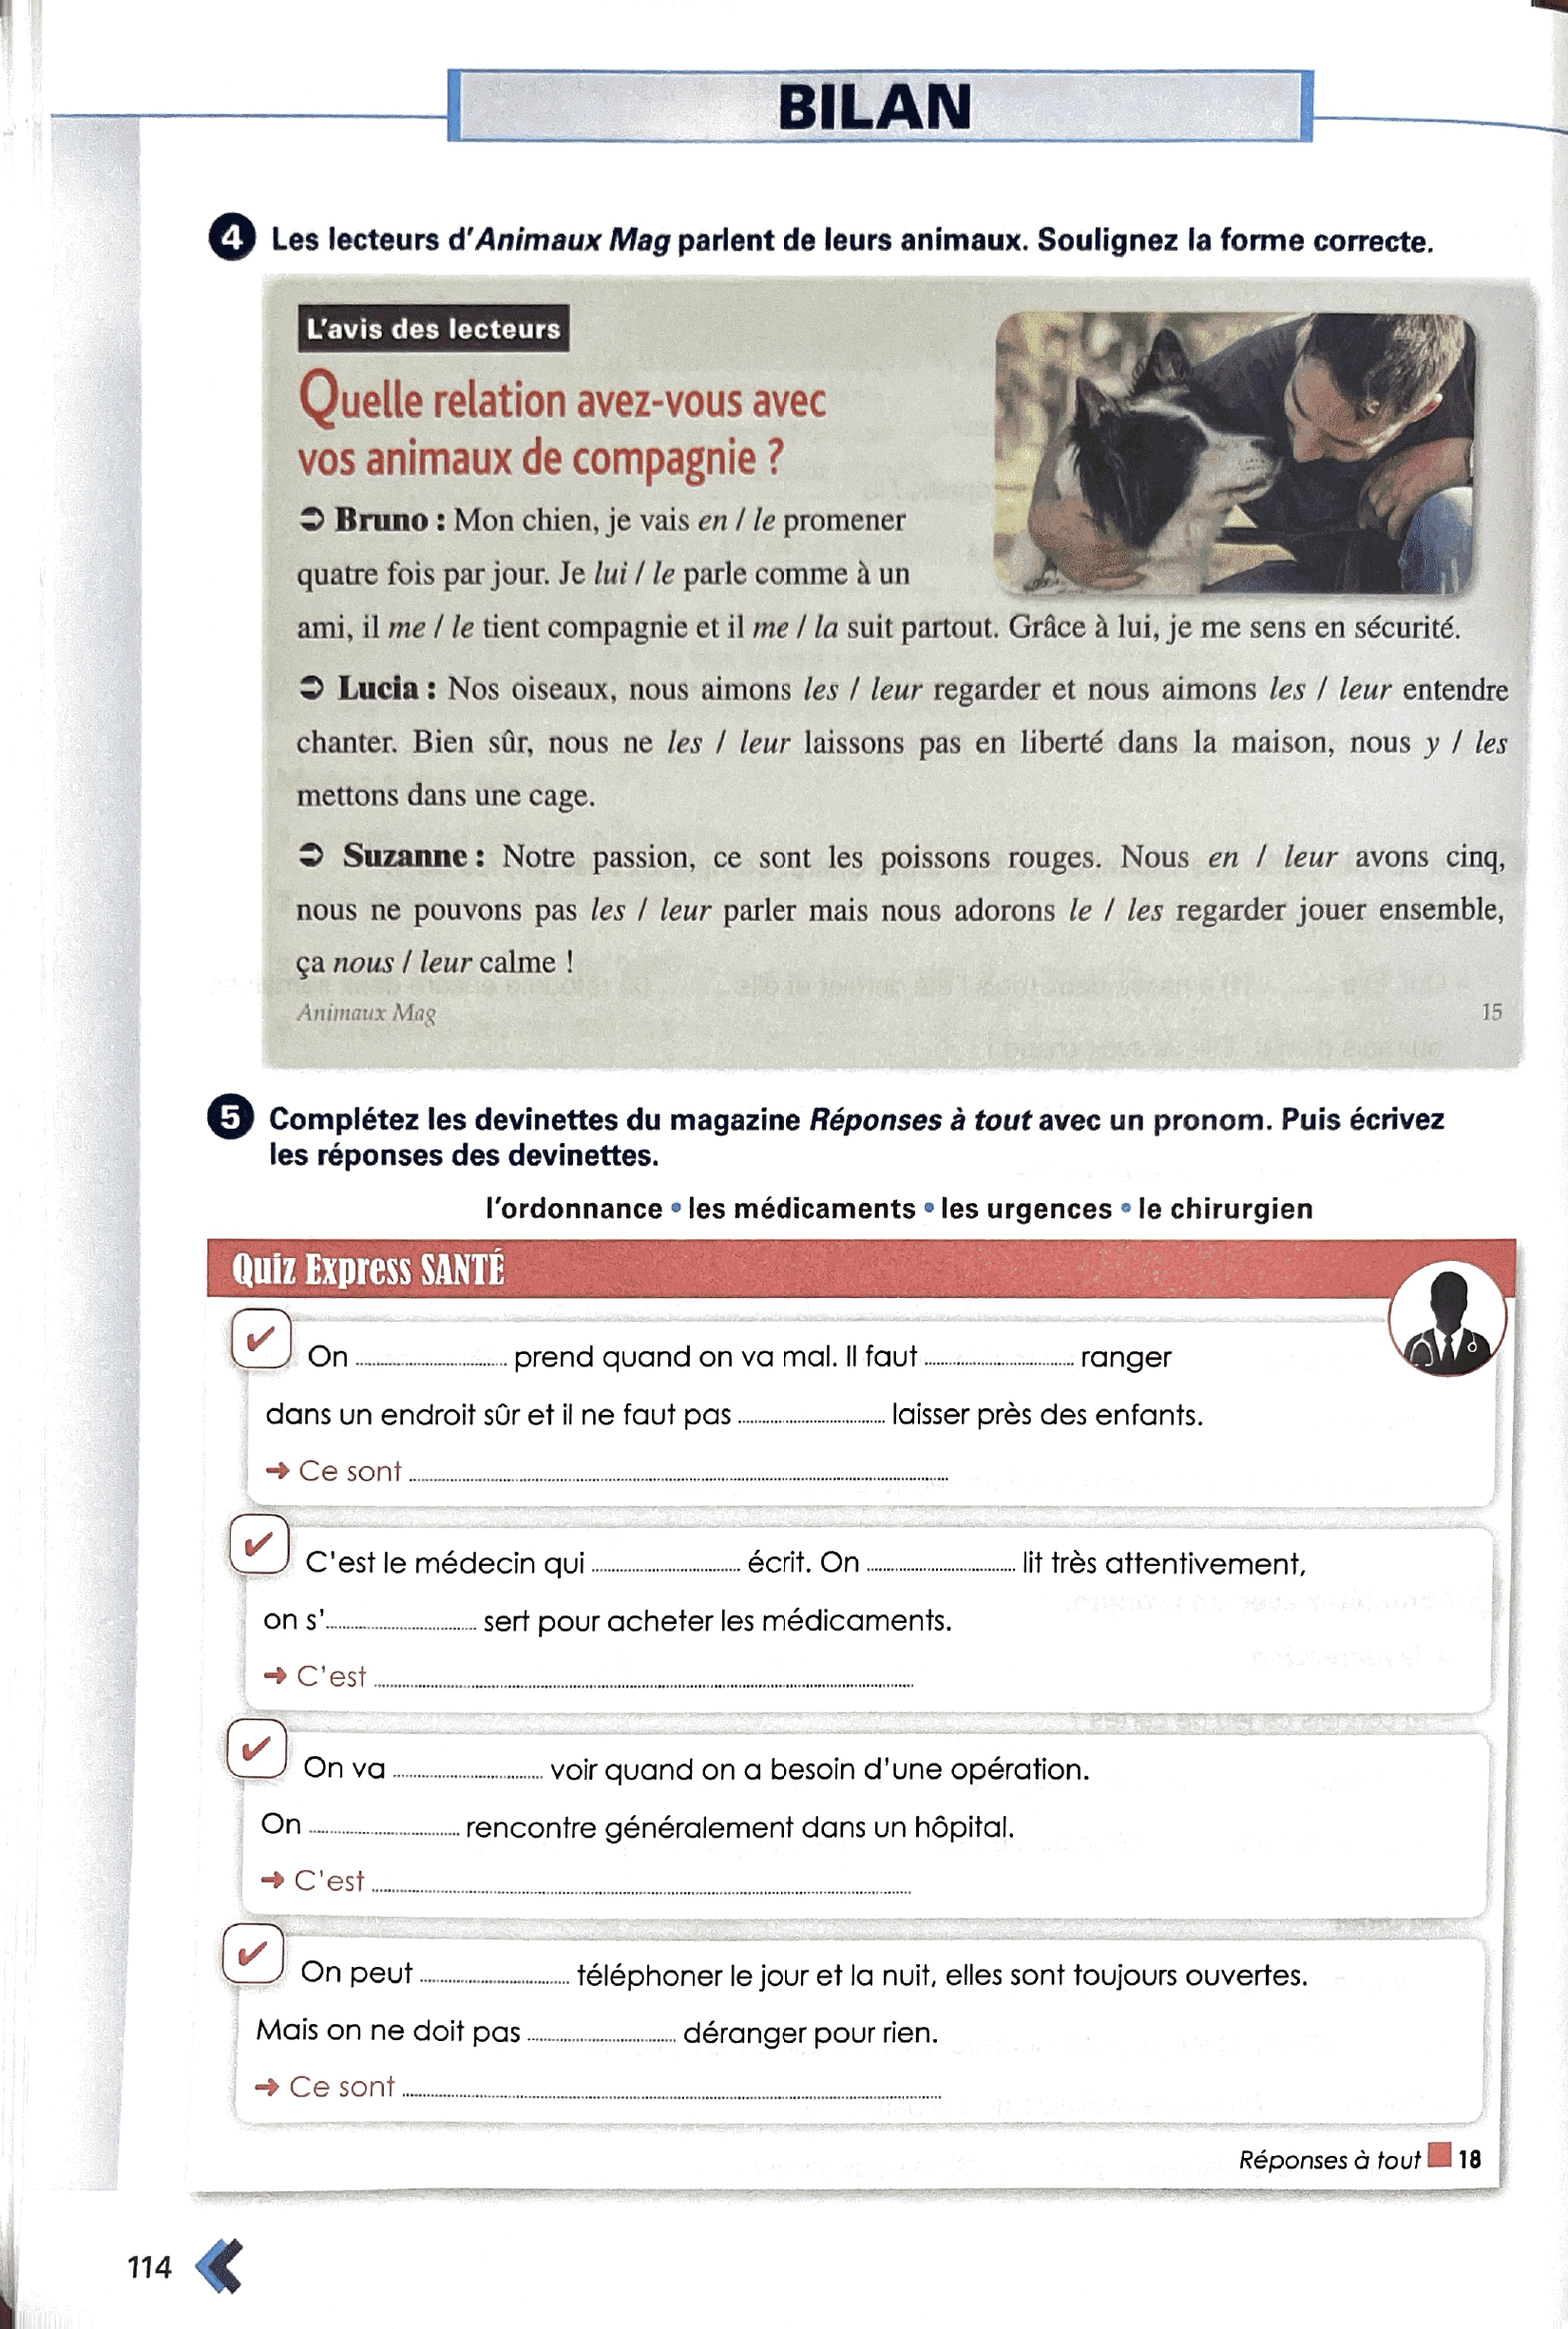 BILAN
4 Les lecteurs d'Animaux Mag parlent de leurs animaux. Soulignez la forme correcte.
L'avis des lecteurs
Quelle relation avez-vous avec
vos animaux de compagnie ?
➲ Bruno : Mon chien, je vais en / le promener
quatre fois par jour. Je lui / le parle comme à un
ami, il me / le tient compagnie et il me / la suit partout. Grâce à lui, je me sens en sécurité.
➲ Lucia : Nos oiseaux, nous aimons les / leur regarder et nous aimons les / leur entendre
chanter. Bien sûr, nous ne les / leur laissons pas en liberté dans la maison, nous y / les
mettons dans une cage.
➲ Suzanne : Notre passion, ce sont les poissons rouges. Nous en / leur avons cinq,
nous ne pouvons pas les / leur parler mais nous adorons le / les regarder jouer ensemble,
ça nous / leur calme !
Animaux Mag 15
5 Complétez les devinettes du magazine Réponses à tout avec un pronom. Puis écrivez
les réponses des devinettes.
l'ordonnance • les médicaments • les urgences • le chirurgien
Quiz Express SANTÉ
✓ On .............................. prend quand on va mal. Il faut .............................. ranger
dans un endroit sûr et il ne faut pas .............................. laisser près des enfants.
➔ Ce sont ..............................
✓ C'est le médecin qui .............................. écrit. On .............................. lit très attentivement,
on s'.............................. sert pour acheter les médicaments.
➔ C'est ..............................
✓ On va .............................. voir quand on a besoin d'une opération.
On .............................. rencontre généralement dans un hôpital.
➔ C'est ..............................
✓ On peut .............................. téléphoner le jour et la nuit, elles sont toujours ouvertes.
Mais on ne doit pas .............................. déranger pour rien.
➔ Ce sont ..............................
Réponses à tout ■ 18
114